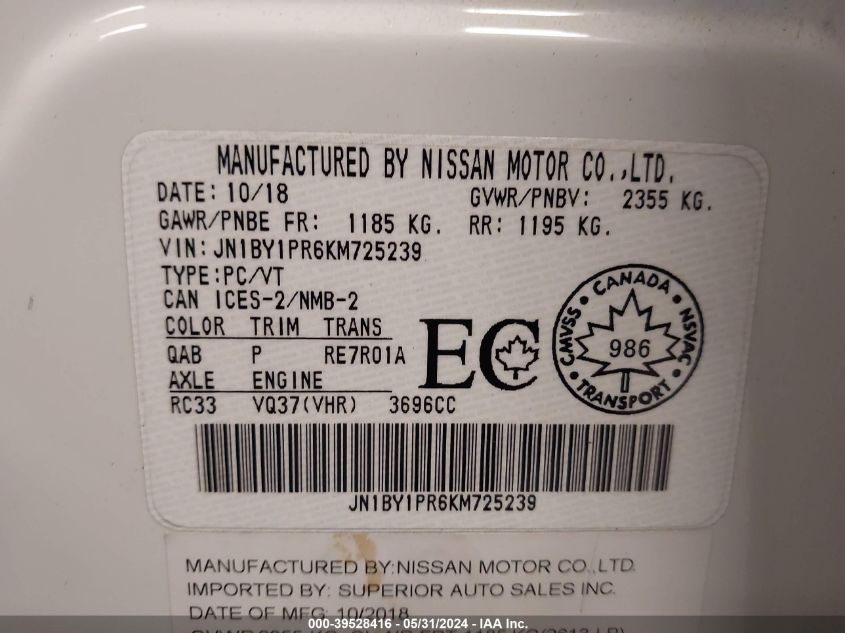 MANUFACTURED BY NISSAN MOTOR CO.,LTD.
DATE: 10/18 GVWR/PNBV: 2355 KG.
GAWR/PNBE FR: 1185 KG. RR: 1195 KG.
VIN: JN1BY1PR6KM725239
TYPE:PC/VT
CAN ICES-2/NMB-2
COLOR TRIM TRANS
QAB P RE7R01A
AXLE ENGINE
RC33 VQ37(VHR) 3696CC
EC
CANADA
CMVSS 986 NSVAC
TRANSPORT
JN1BY1PR6KM725239
MANUFACTURED BY:NISSAN MOTOR CO.,LTD.
IMPORTED BY: SUPERIOR AUTO SALES INC.
DATE OF MFG: 10/2018
000-39528416 - 05/31/2024 - IAA Inc.